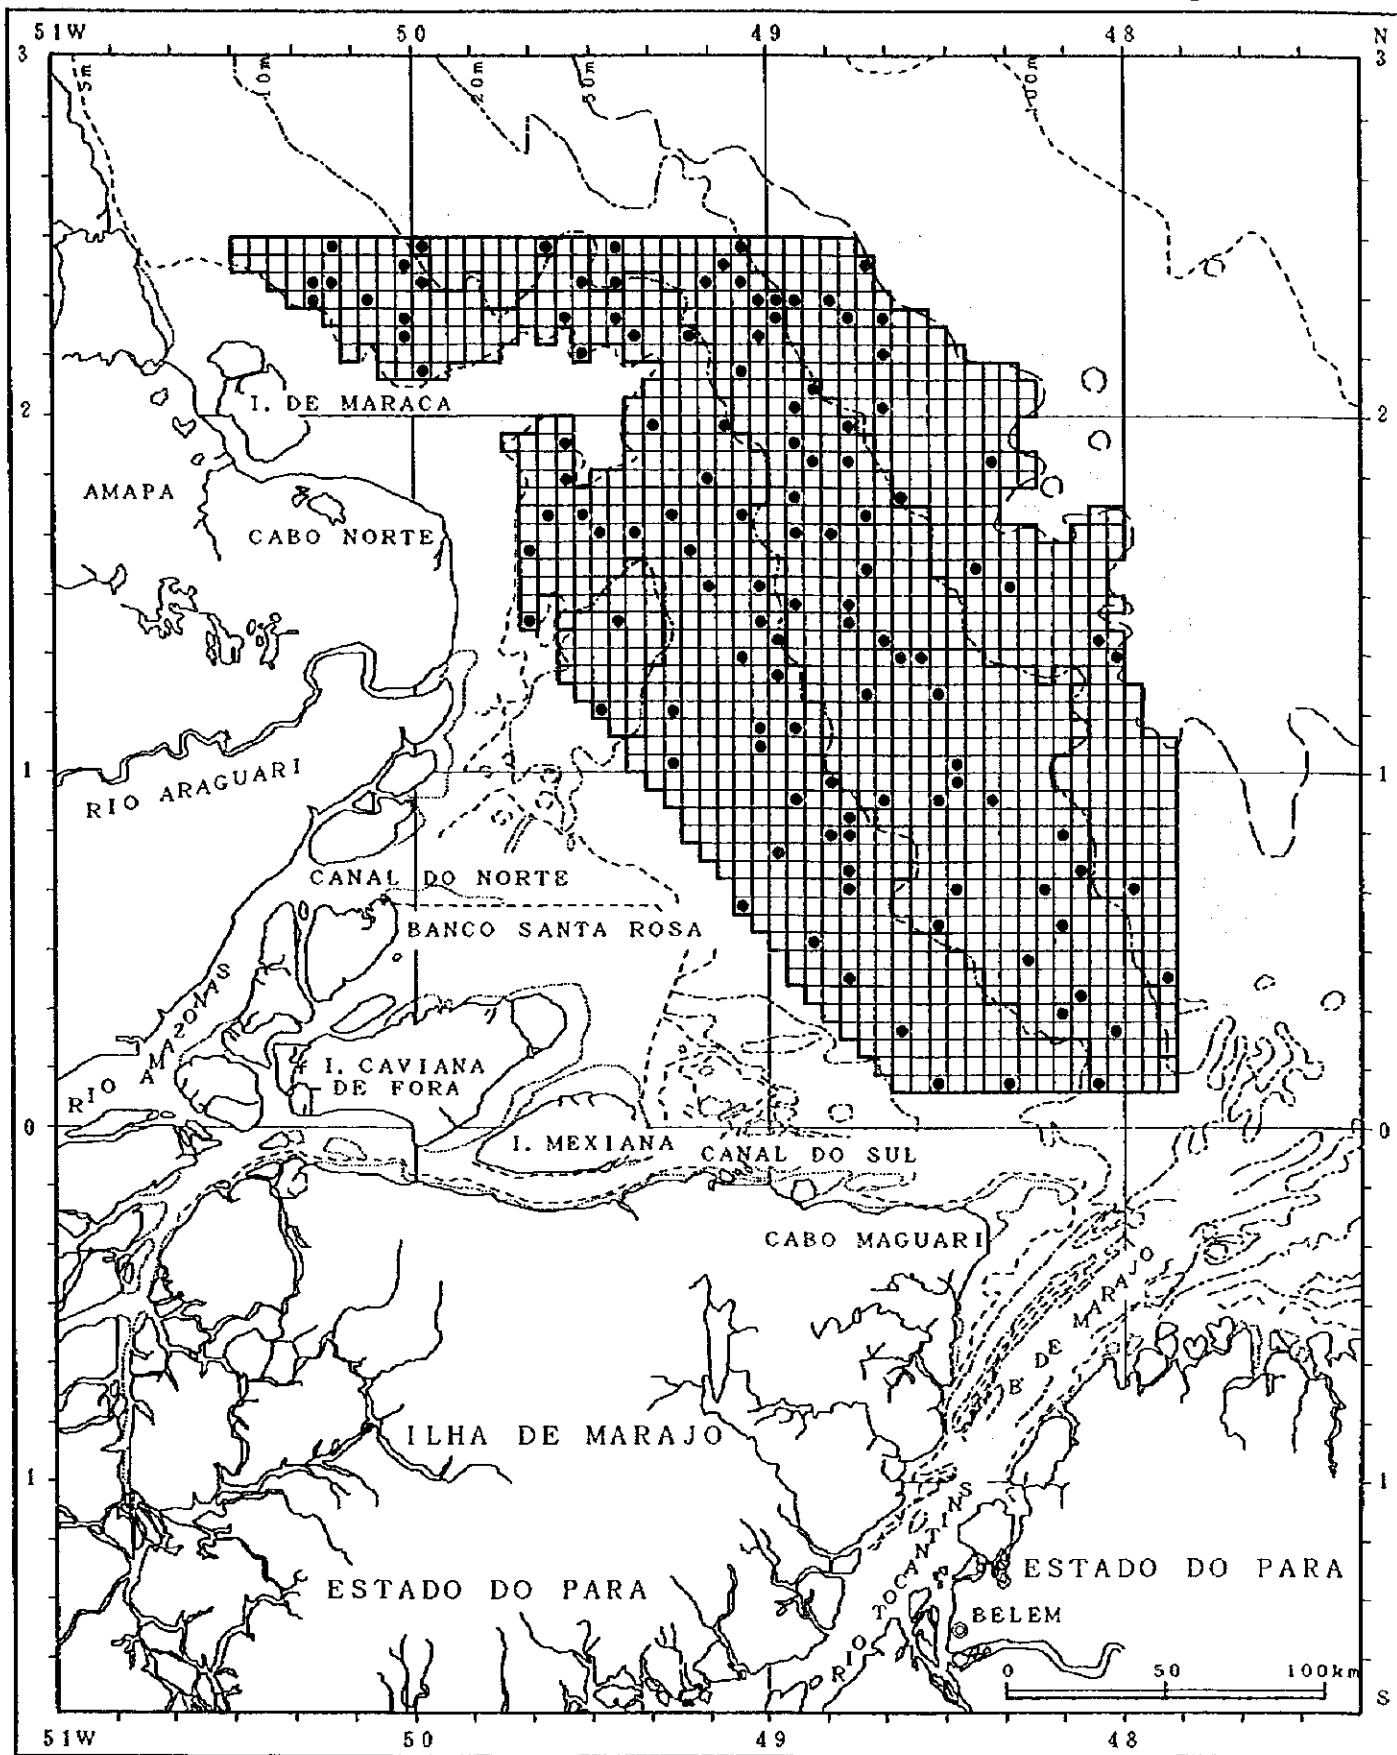 51W 50 49 48 N
3 3
5m 10m 20m 50m 100m
2 2
I. DE MARACA
AMAPA
CABO NORTE
1
RIO ARAGUARI
CANAL DO NORTE
BANCO SANTA ROSA
RIO AMAZONAS
I. CAVIANA
DE FORA
0 0
I. MEXIANA
CANAL DO SUL
CABO MAGUARI
B DE MARAJO
ILHA DE MARAJO
1 1
RIO TOCANTINS
ESTADO DO PARA
ESTADO DO PARA
BELEM
0 50 100km
S
51W 50 49 48